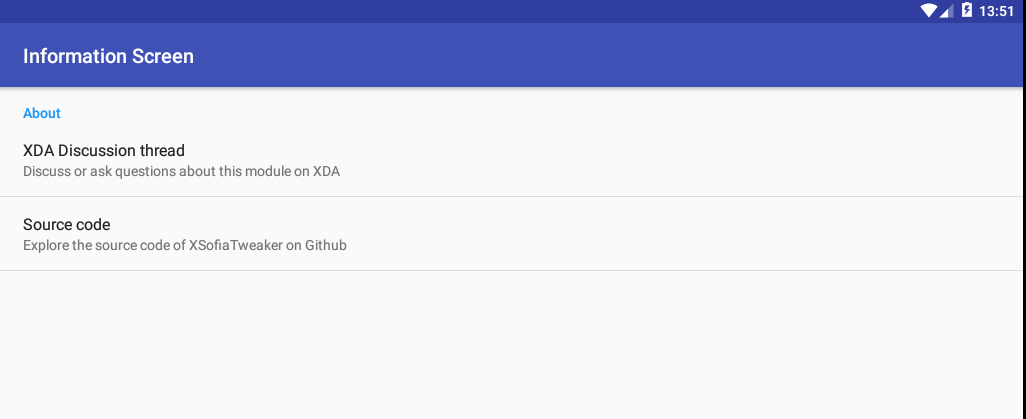 13:51
Information Screen
About
XDA Discussion thread
Discuss or ask questions about this module on XDA
Source code
Explore the source code of XSofiaTweaker on Github